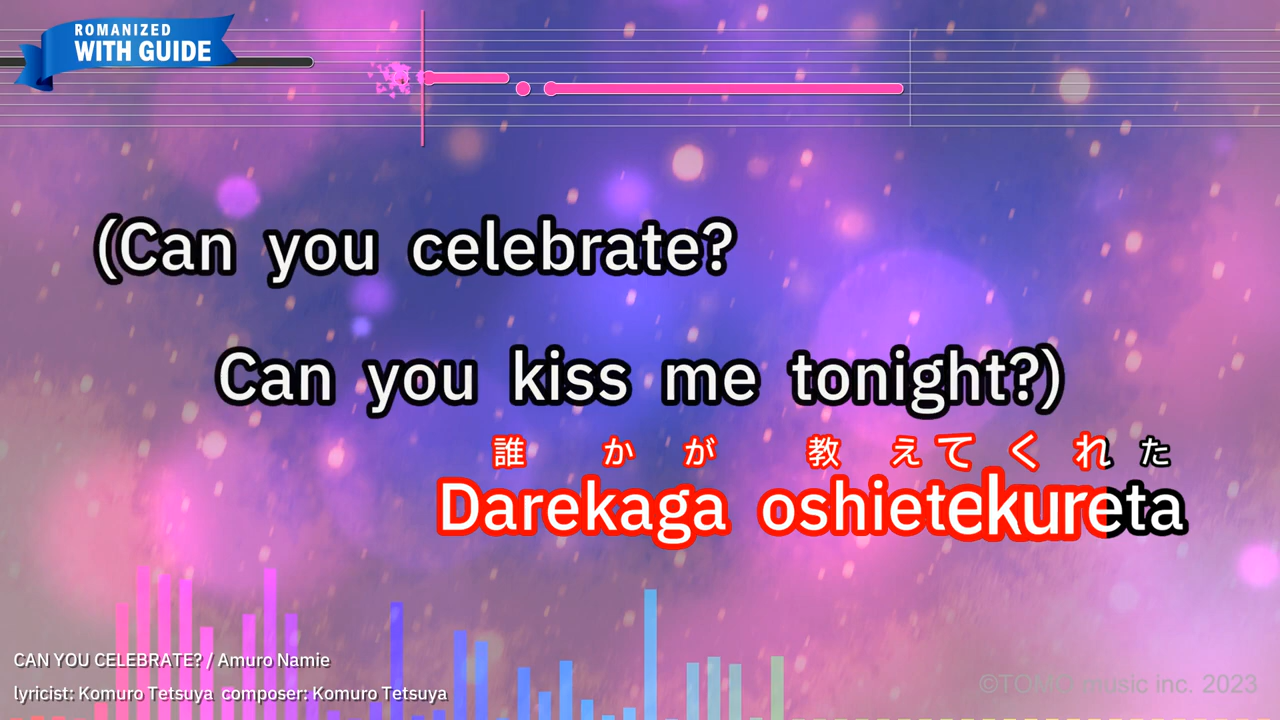 ROMANIZED
WITH GUIDE
(Can you celebrate?
Can you kiss me tonight?)
誰かが 教えてくれた
Darekaga oshietekureta
CAN YOU CELEBRATE? / Amuro Namie
lyricist: Komuro Tetsuya composer: Komuro Tetsuya
©TOMO music inc. 2023